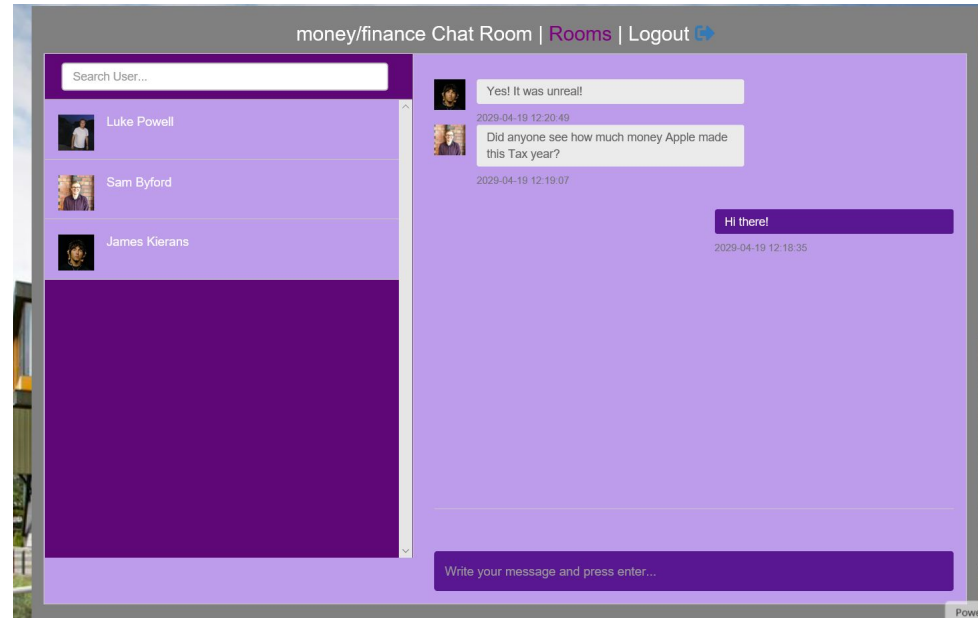 money/finance Chat Room | Rooms | Logout
Search User...
Luke Powell
Sam Byford
James Kierans
Yes! It was unreal!
2029-04-19 12:20:49
Did anyone see how much money Apple made
this Tax year?
2029-04-19 12:19:07
Hi there!
2029-04-19 12:18:35
Write your message and press enter...